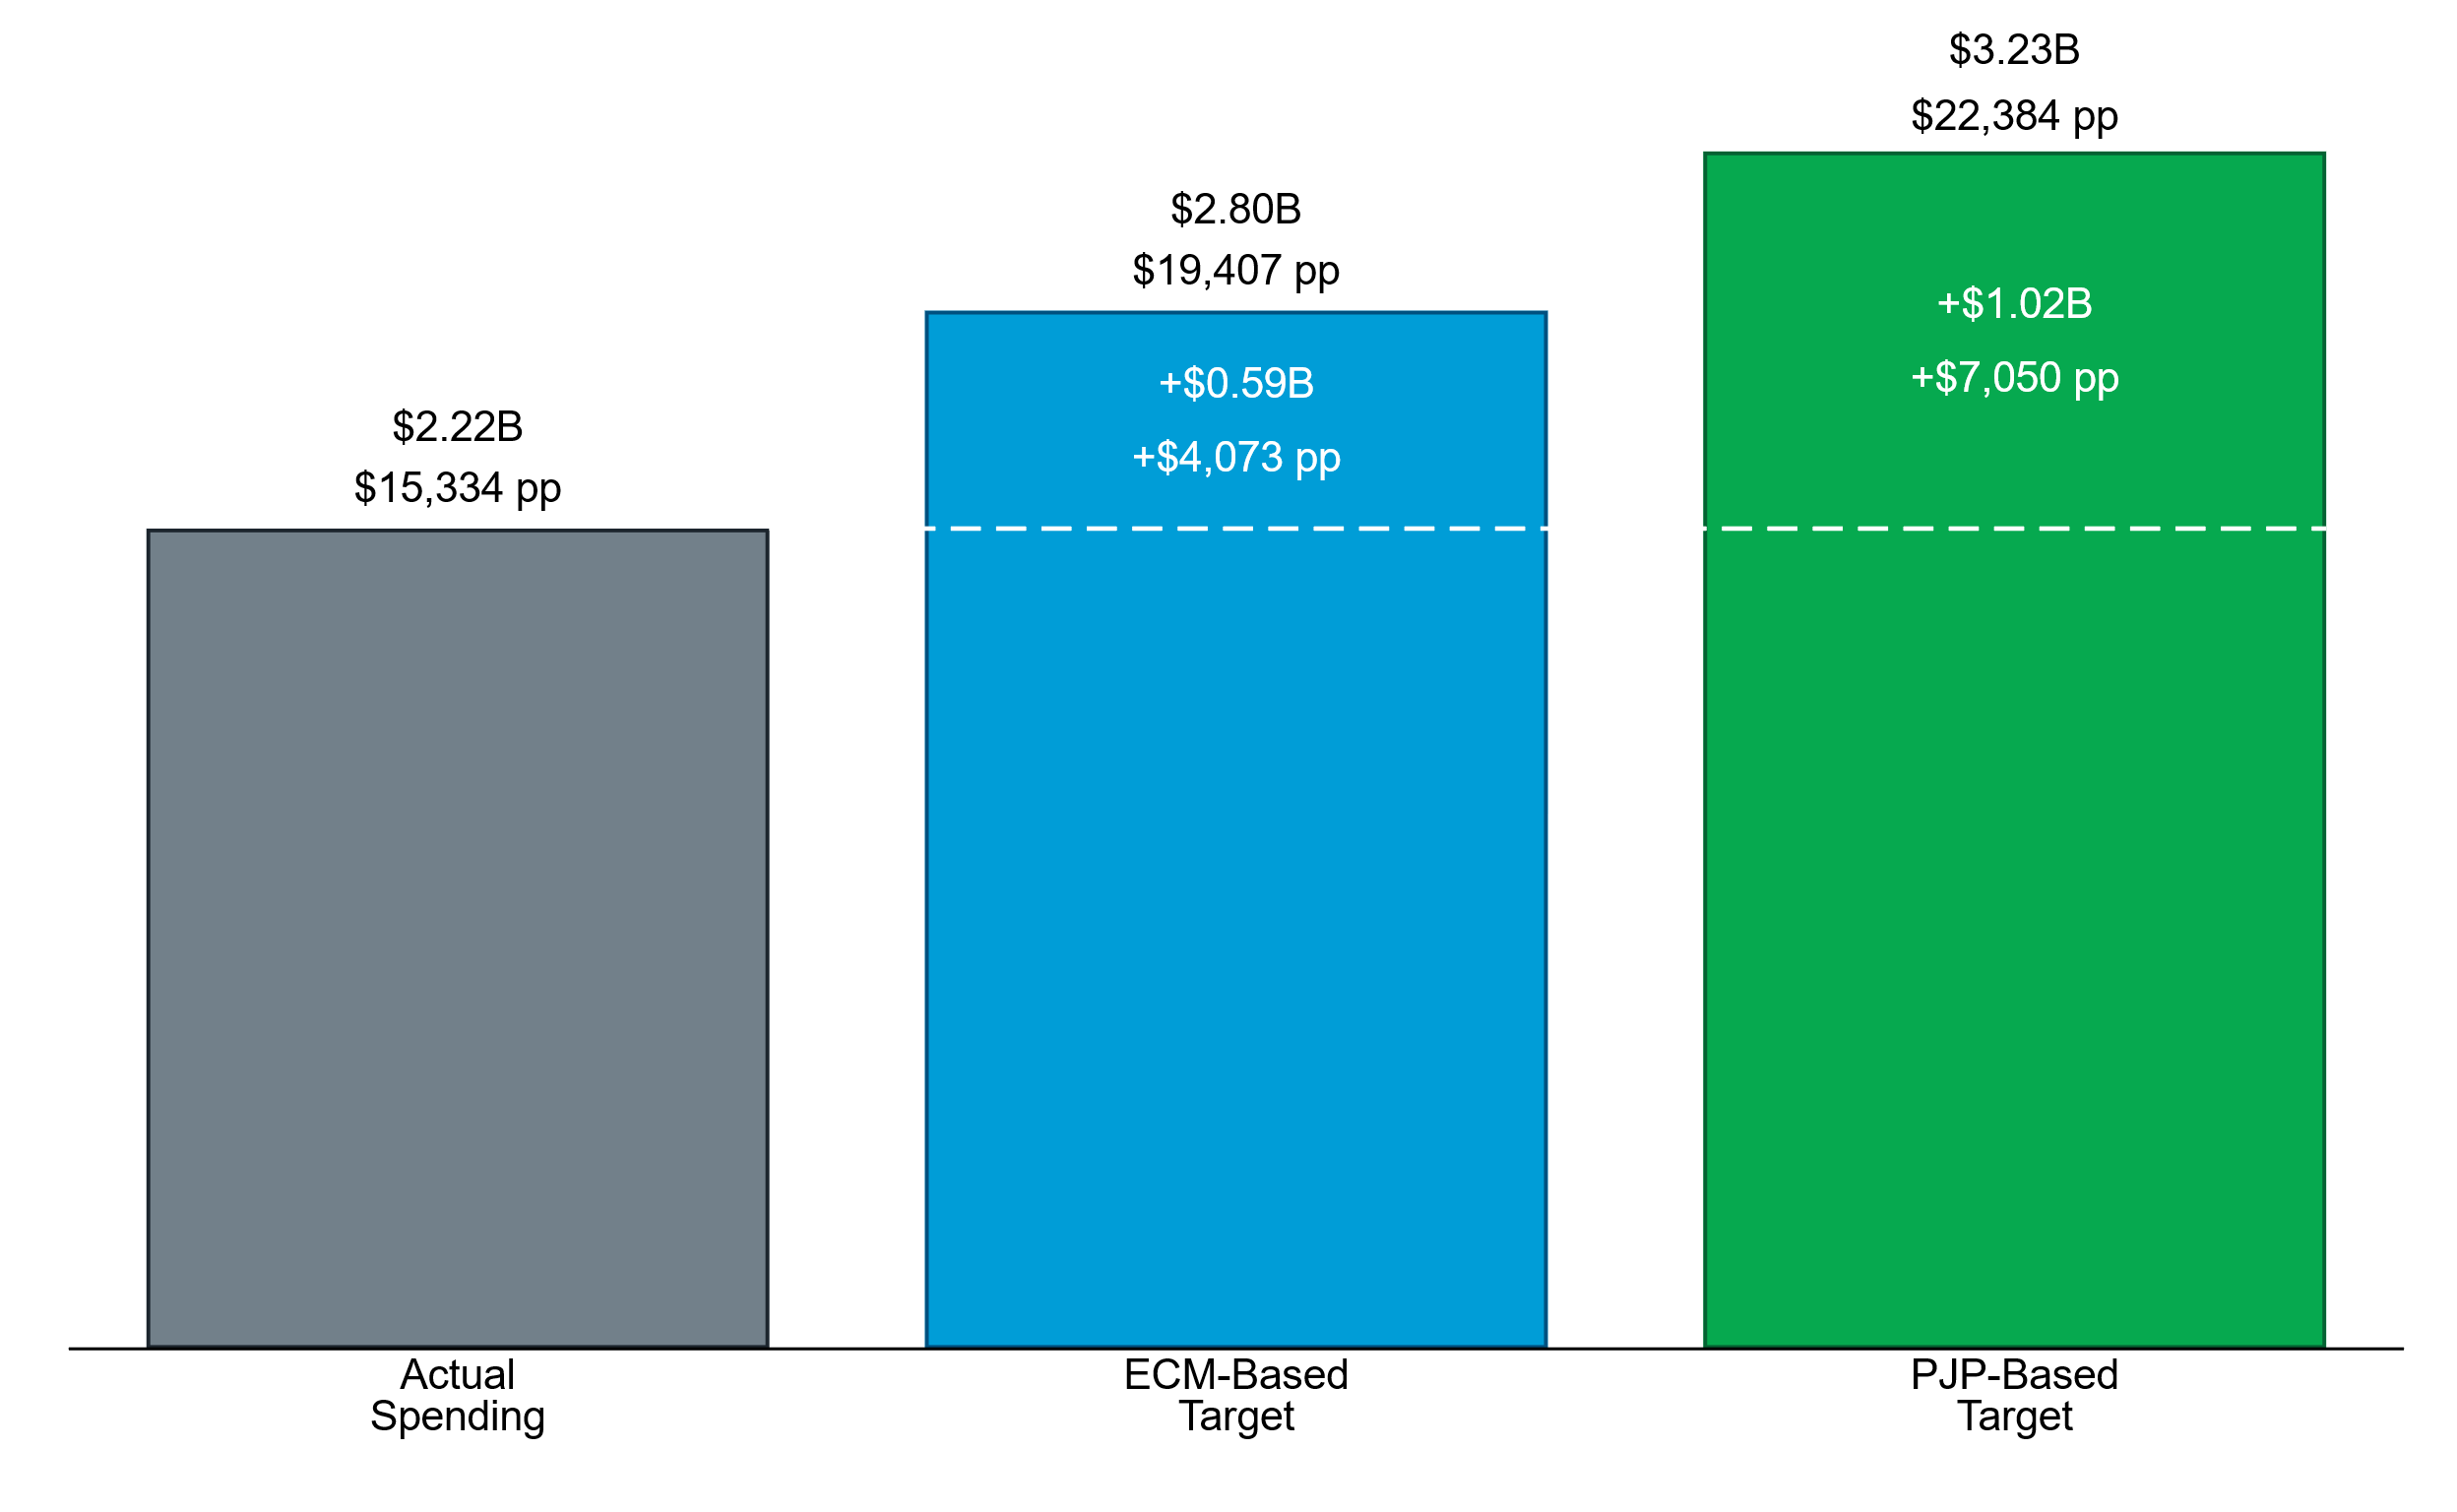 $2.22B
$15,334 pp
$2.80B
$19,407 pp
+$0.59B
+$4,073 pp
$3.23B
$22,384 pp
+$1.02B
+$7,050 pp
Actual
Spending
ECM-Based
Target
PJP-Based
Target